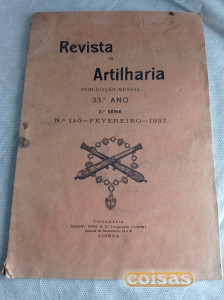 Revista
DE
Artilharia
PUBLICAÇÃO MENSAL
33.º ANO
2.ª SÉRIE
N.º 140—FEVEREIRO—1937
TIPOGRAFIA
LISBOA
coisas